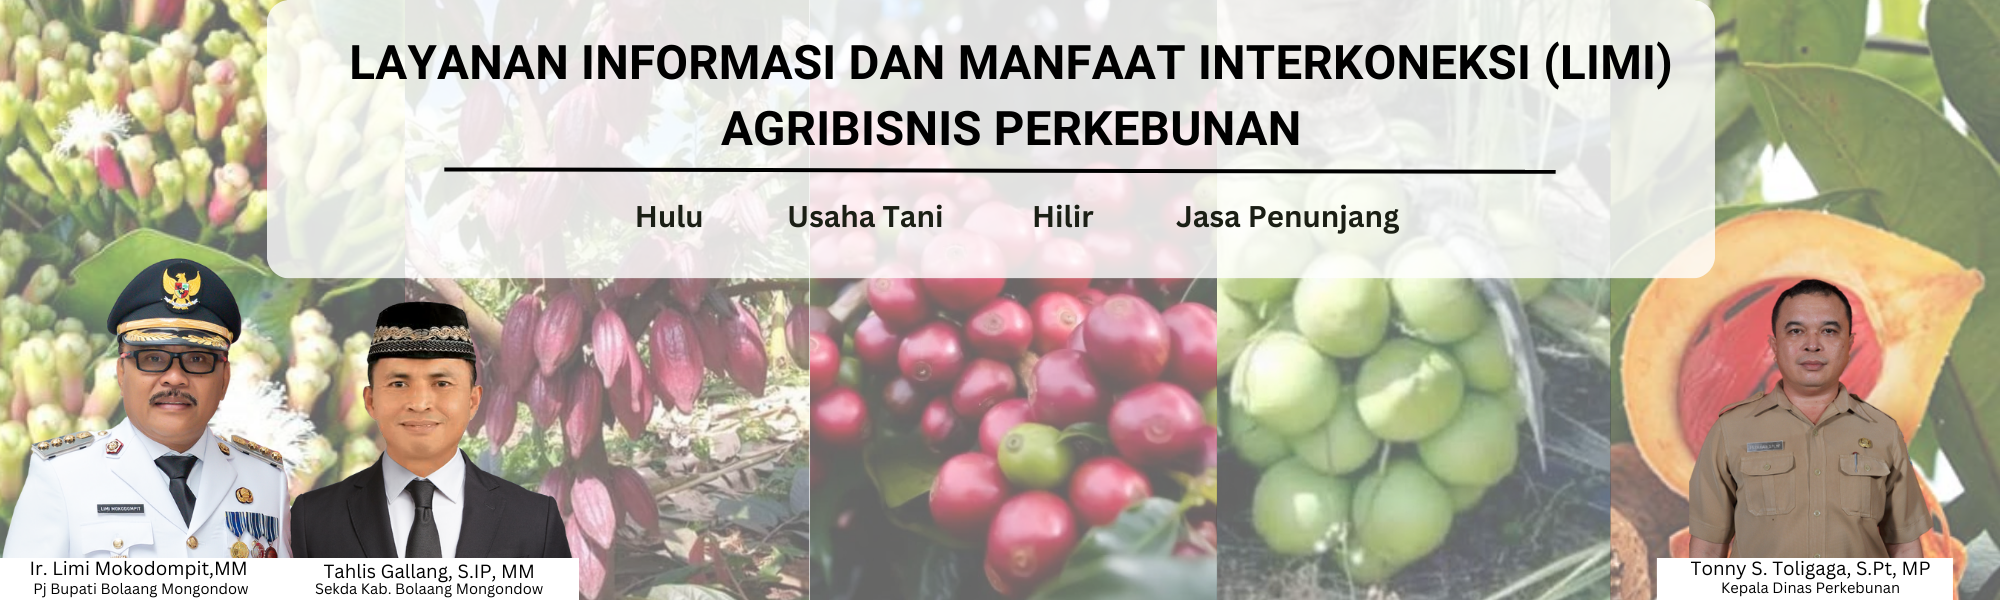 LAYANAN INFORMASI DAN MANFAAT INTERKONEKSI (LIMI)
AGRIBISNIS PERKEBUNAN
Hulu Usaha Tani Hilir Jasa Penunjang
LIMI MOKODOMPIT
Ir. Limi Mokodompit,MM
Pj Bupati Bolaang Mongondow
Tahlis Gallang, S.IP, MM
Sekda Kab. Bolaang Mongondow
Tonny S. Toligaga, S.Pt, MP
Kepala Dinas Perkebunan